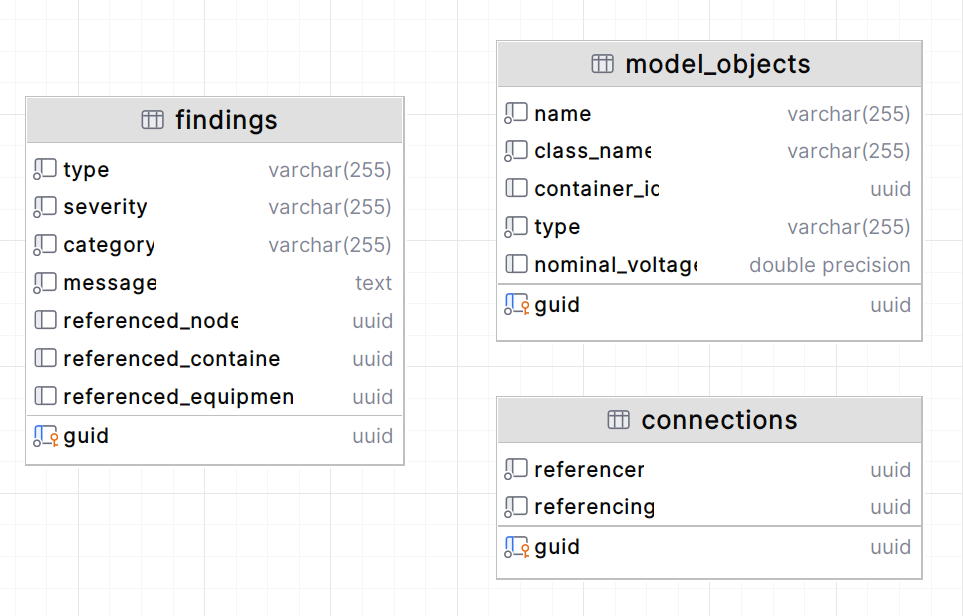 findings
type varchar(255)
severity varchar(255)
category varchar(255)
message text
referenced_node uuid
referenced_containe uuid
referenced_equipmen uuid
guid uuid
model_objects
name varchar(255)
class_name varchar(255)
container_id uuid
type varchar(255)
nominal_voltage double precision
guid uuid
connections
referencer uuid
referencing uuid
guid uuid